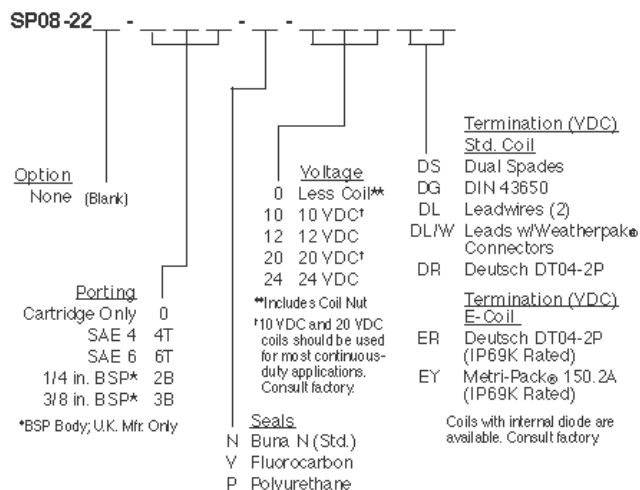 SP08-22 - - -
Option
None (Blank)
Porting
Cartridge Only 0
SAE 4 4T
SAE 6 6T
1/4 in. BSP* 2B
3/8 in. BSP* 3B
*BSP Body; U.K. Mfr. Only
Seals
N Buna N (Std.)
V Fluorocarbon
P Polyurethane
Voltage
0 Less Coil**
10 10 VDC†
12 12 VDC
20 20 VDC†
24 24 VDC
**Includes Coil Nut
†10 VDC and 20 VDC
coils should be used
for most continuous-
duty applications.
Consult factory.
Termination (VDC)
Std. Coil
DS Dual Spades
DG DIN 43650
DL Leadwires (2)
DL/W Leads w/Weatherpak®
Connectors
DR Deutsch DT04-2P
Termination (VDC)
E-Coil
ER Deutsch DT04-2P
(IP69K Rated)
EY Metri-Pack® 150.2A
(IP69K Rated)
Coils with internal diode are
available. Consult factory